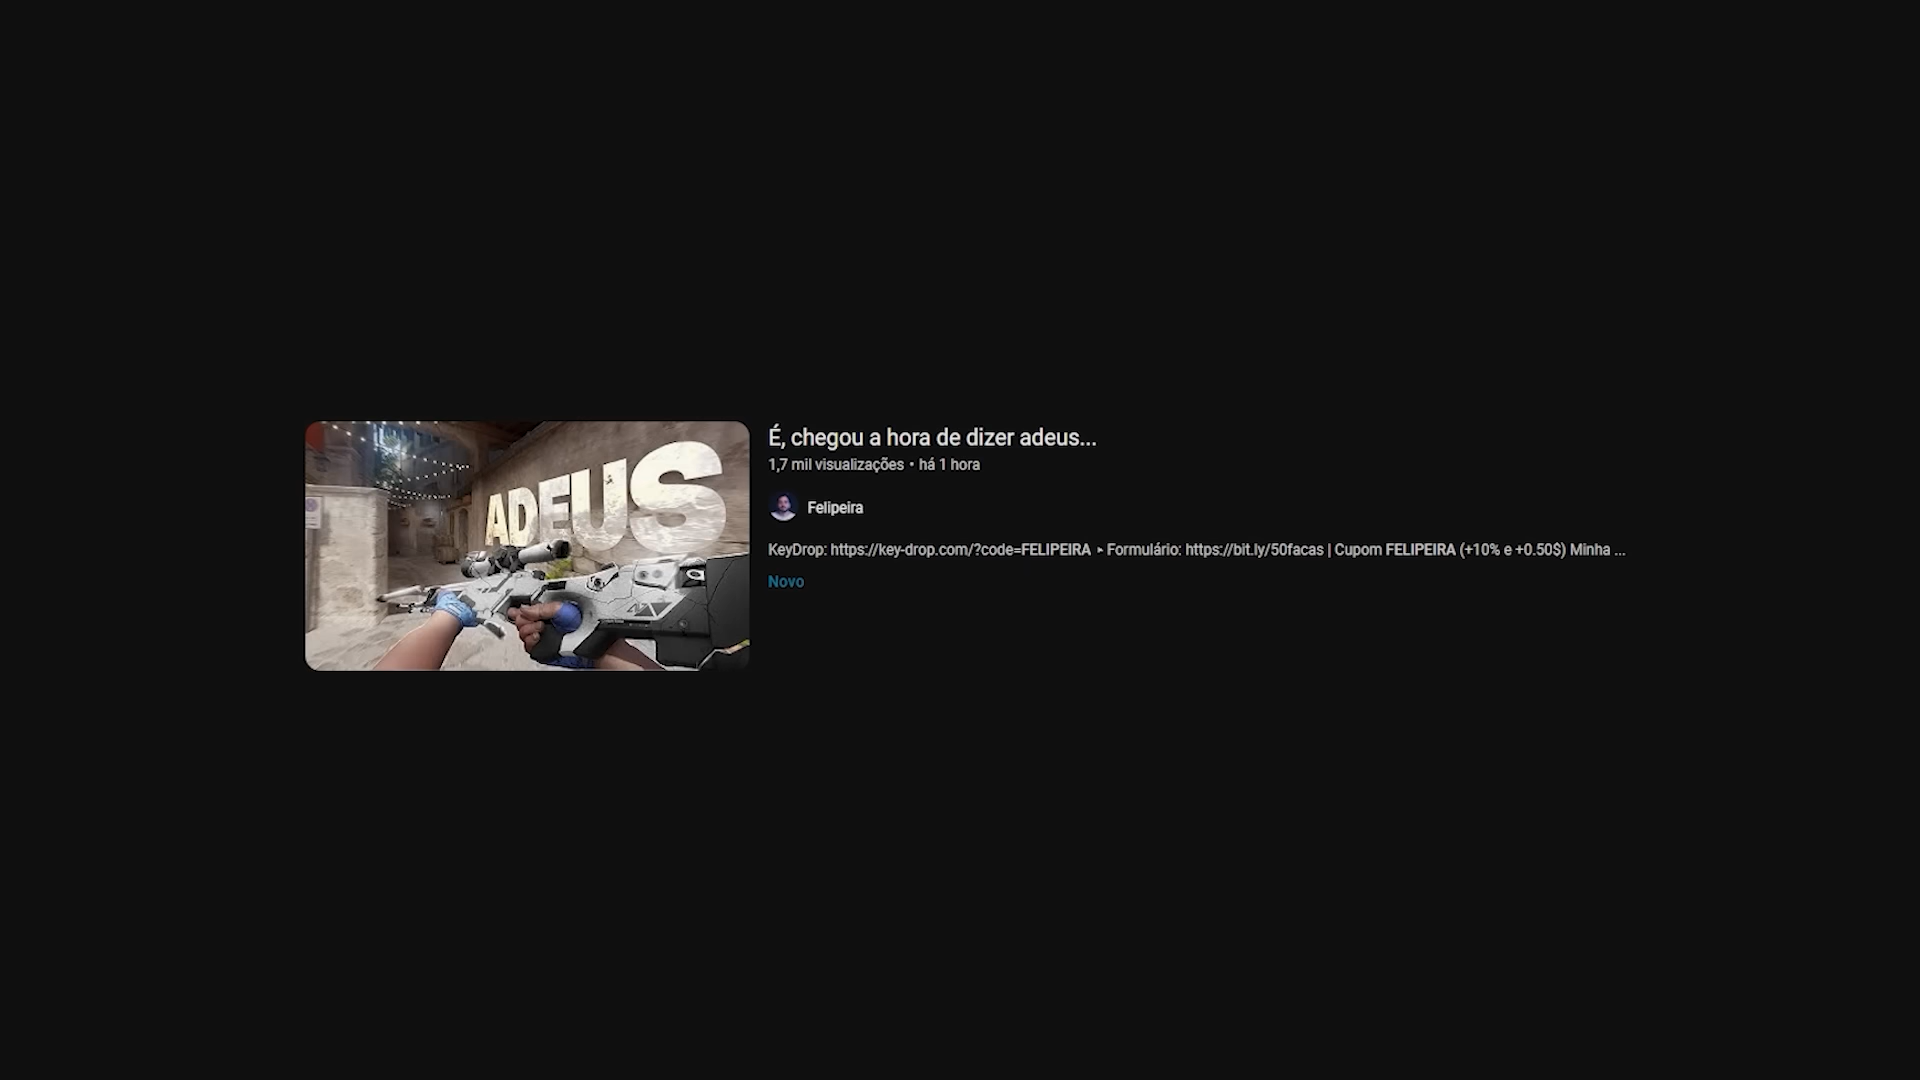 ADEUS
É, chegou a hora de dizer adeus...
1,7 mil visualizações • há 1 hora
Felipeira
KeyDrop: https://key-drop.com/?code=FELIPEIRA ‣ Formulário: https://bit.ly/50facas | Cupom FELIPEIRA (+10% e +0.50$) Minha ...
Novo